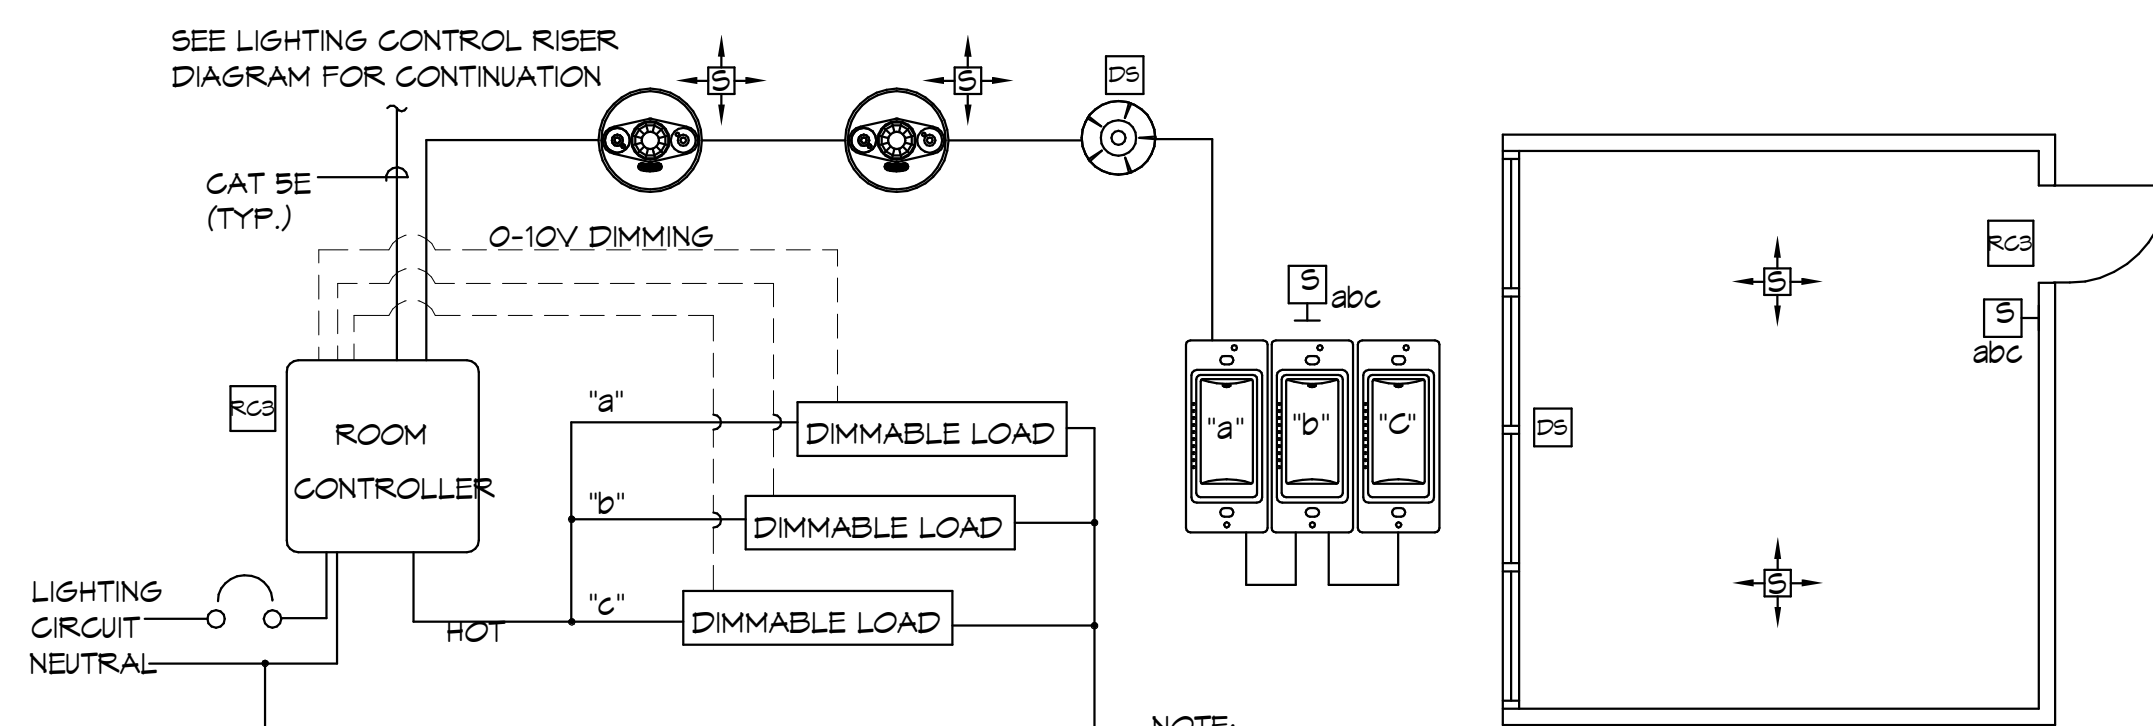 SEE LIGHTING CONTROL RISER
DIAGRAM FOR CONTINUATION
S
S
DS
CAT 5E
(TYP.)
0-10V DIMMING
S
abc
RC3
ROOM
CONTROLLER
"a"
DIMMABLE LOAD
"b"
DIMMABLE LOAD
"c"
DIMMABLE LOAD
HOT
LIGHTING
CIRCUIT
NEUTRAL
"a"
"b"
"C"
RC3
S
S
abc
DS
S
NOTE: